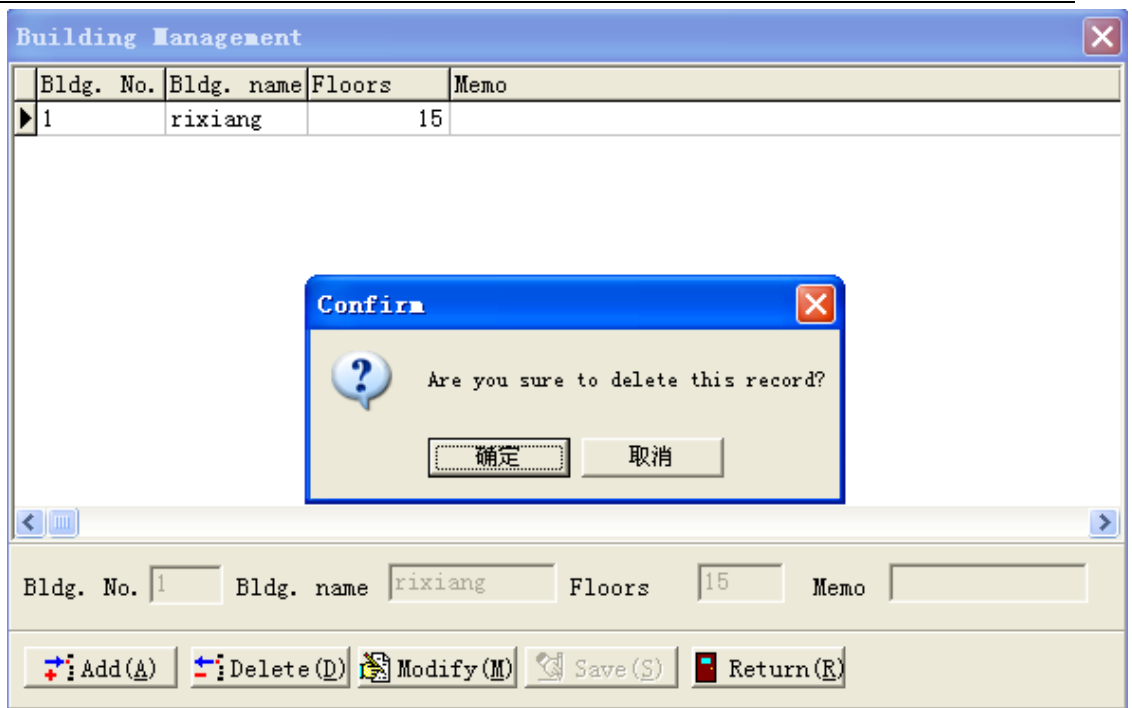 Building Management
Bldg. No. Bldg. name Floors Memo
1 rixiang 15
Confirm
Are you sure to delete this record?
确定 取消
Bldg. No. 1 Bldg. name rixiang Floors 15 Memo
Add(A) Delete(D) Modify(M) Save(S) Return(R)